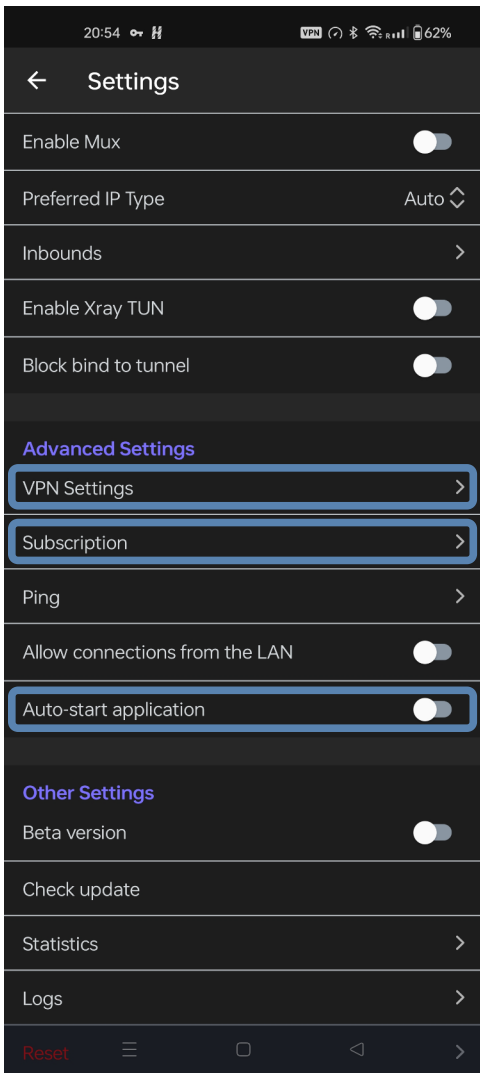 20:54 VPN R 62%
Settings
Enable Mux
Preferred IP Type Auto
Inbounds
Enable Xray TUN
Block bind to tunnel
Advanced Settings
VPN Settings
Subscription
Ping
Allow connections from the LAN
Auto-start application
Other Settings
Beta version
Check update
Statistics
Logs
Reset